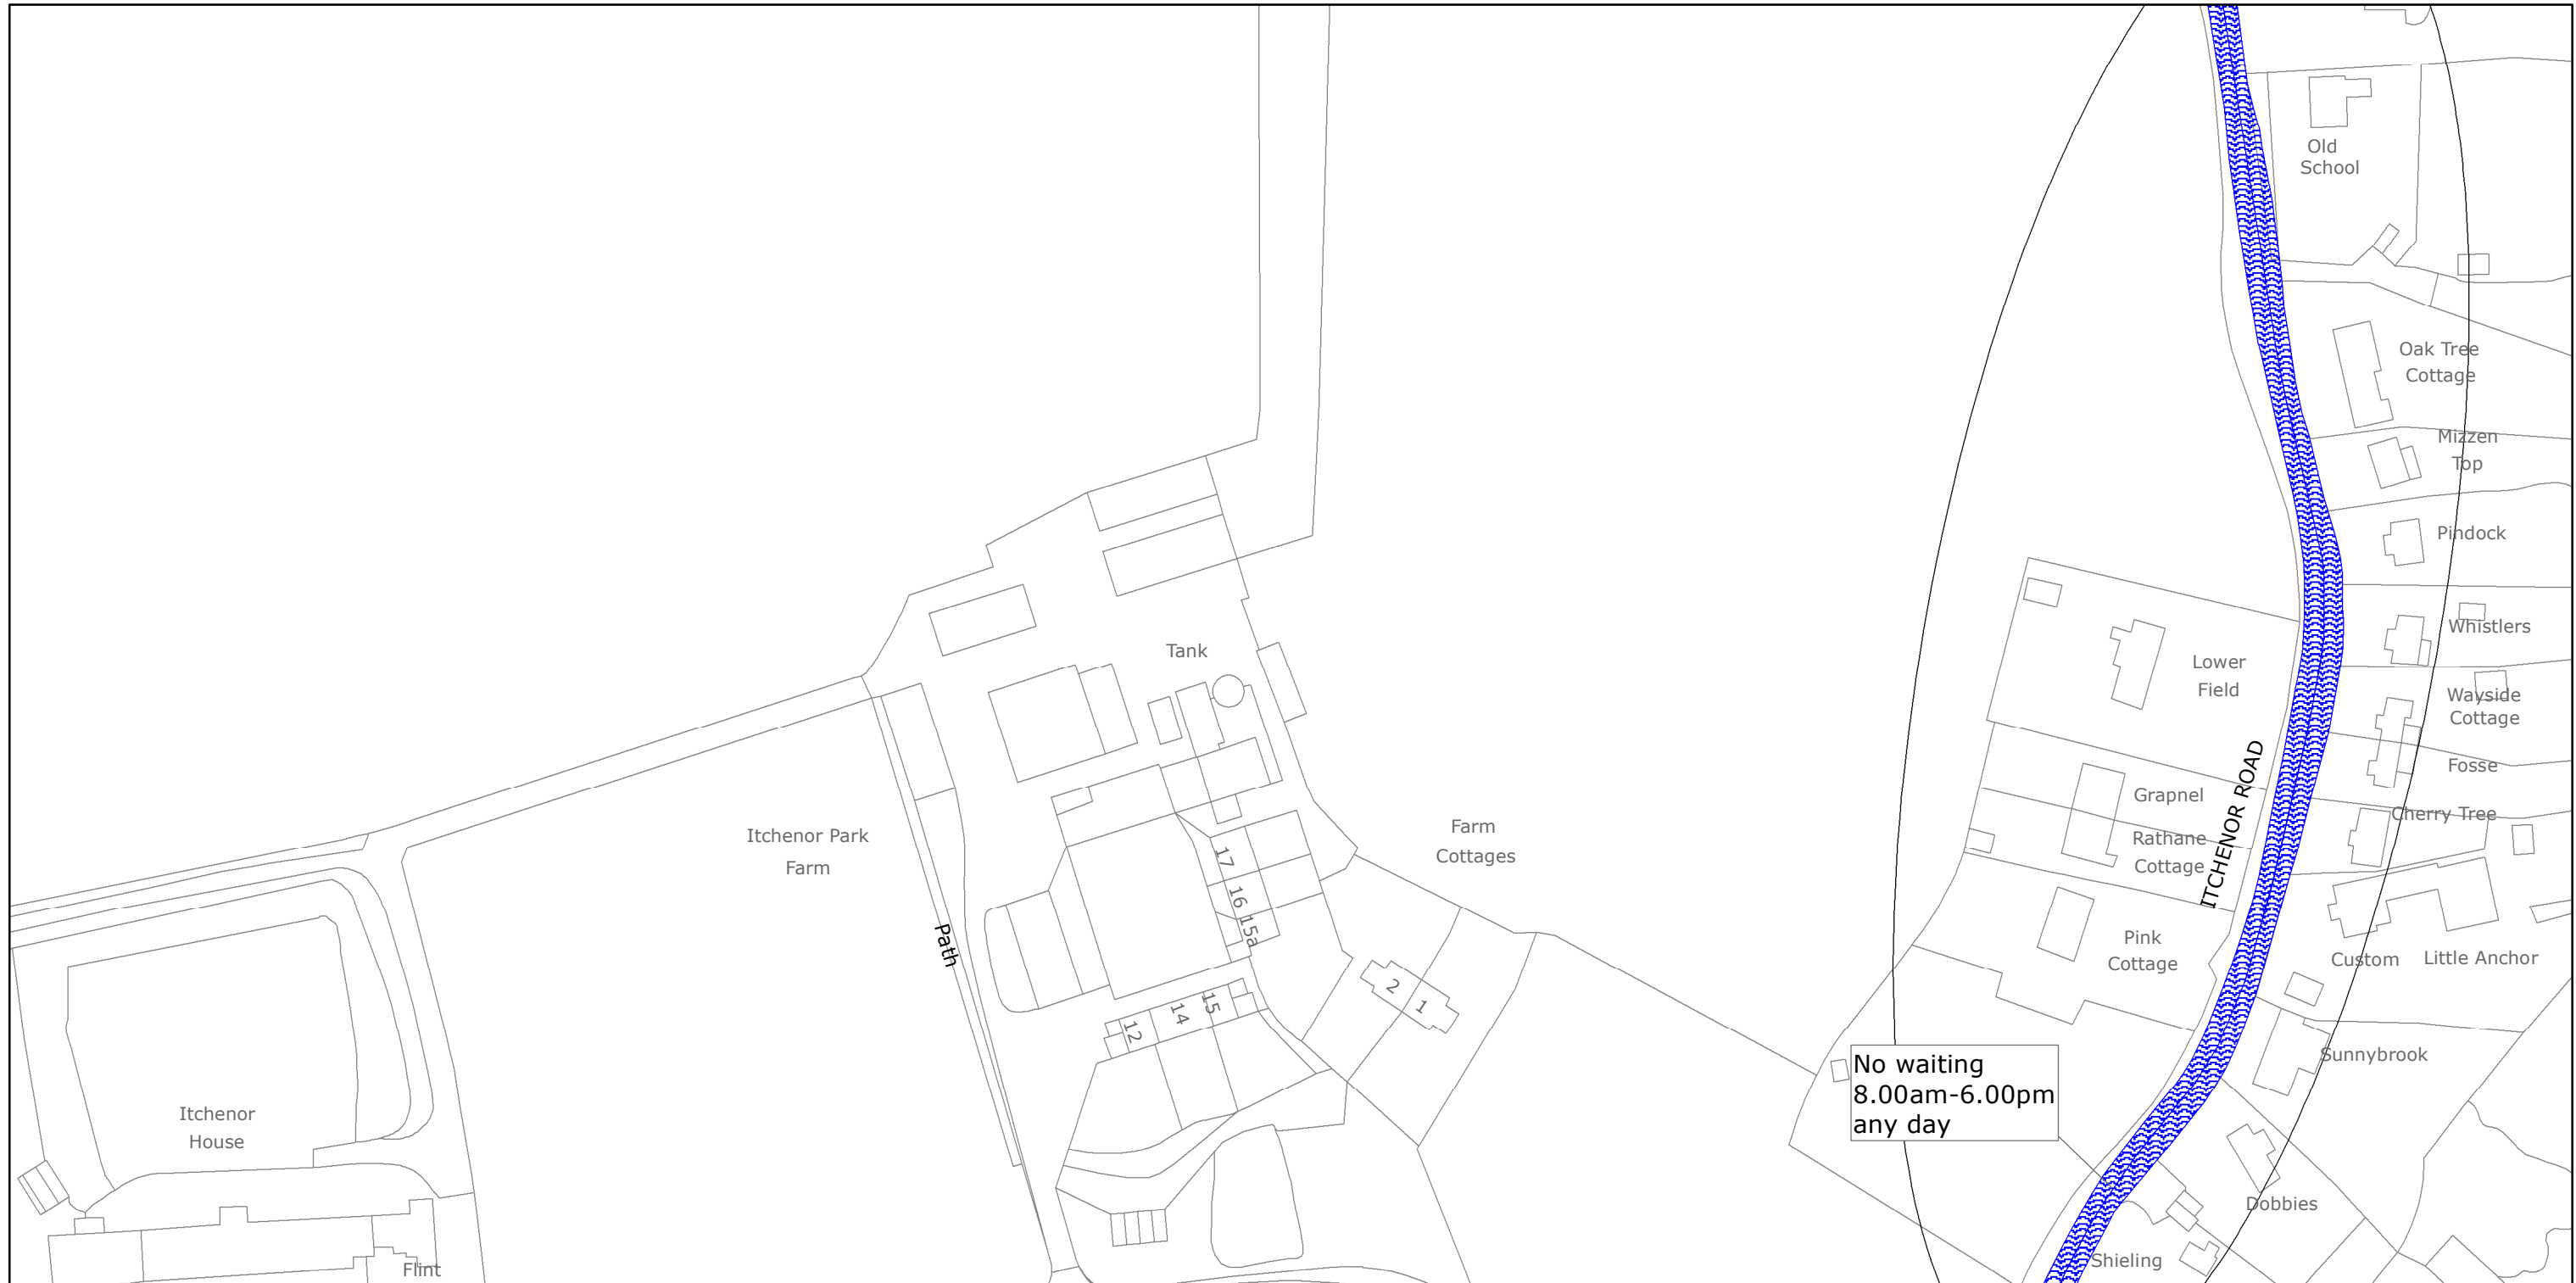 Old
School
Oak Tree
Cottage
Mizzen
Top
Pindock
Whistlers
Tank
Lower
Field
Wayside
Cottage
Fosse
Grapnel
Cherry Tree
ITCHENOR ROAD
Rathane
Cottage
Itchenor Park
Farm
Farm
Cottages
17
16
15a
Path
Pink
Cottage
Custom
Little Anchor
2
1
15
14
12
Sunnybrook
No waiting
8.00am-6.00pm
any day
Itchenor
House
Dobbies
Shieling
Flint